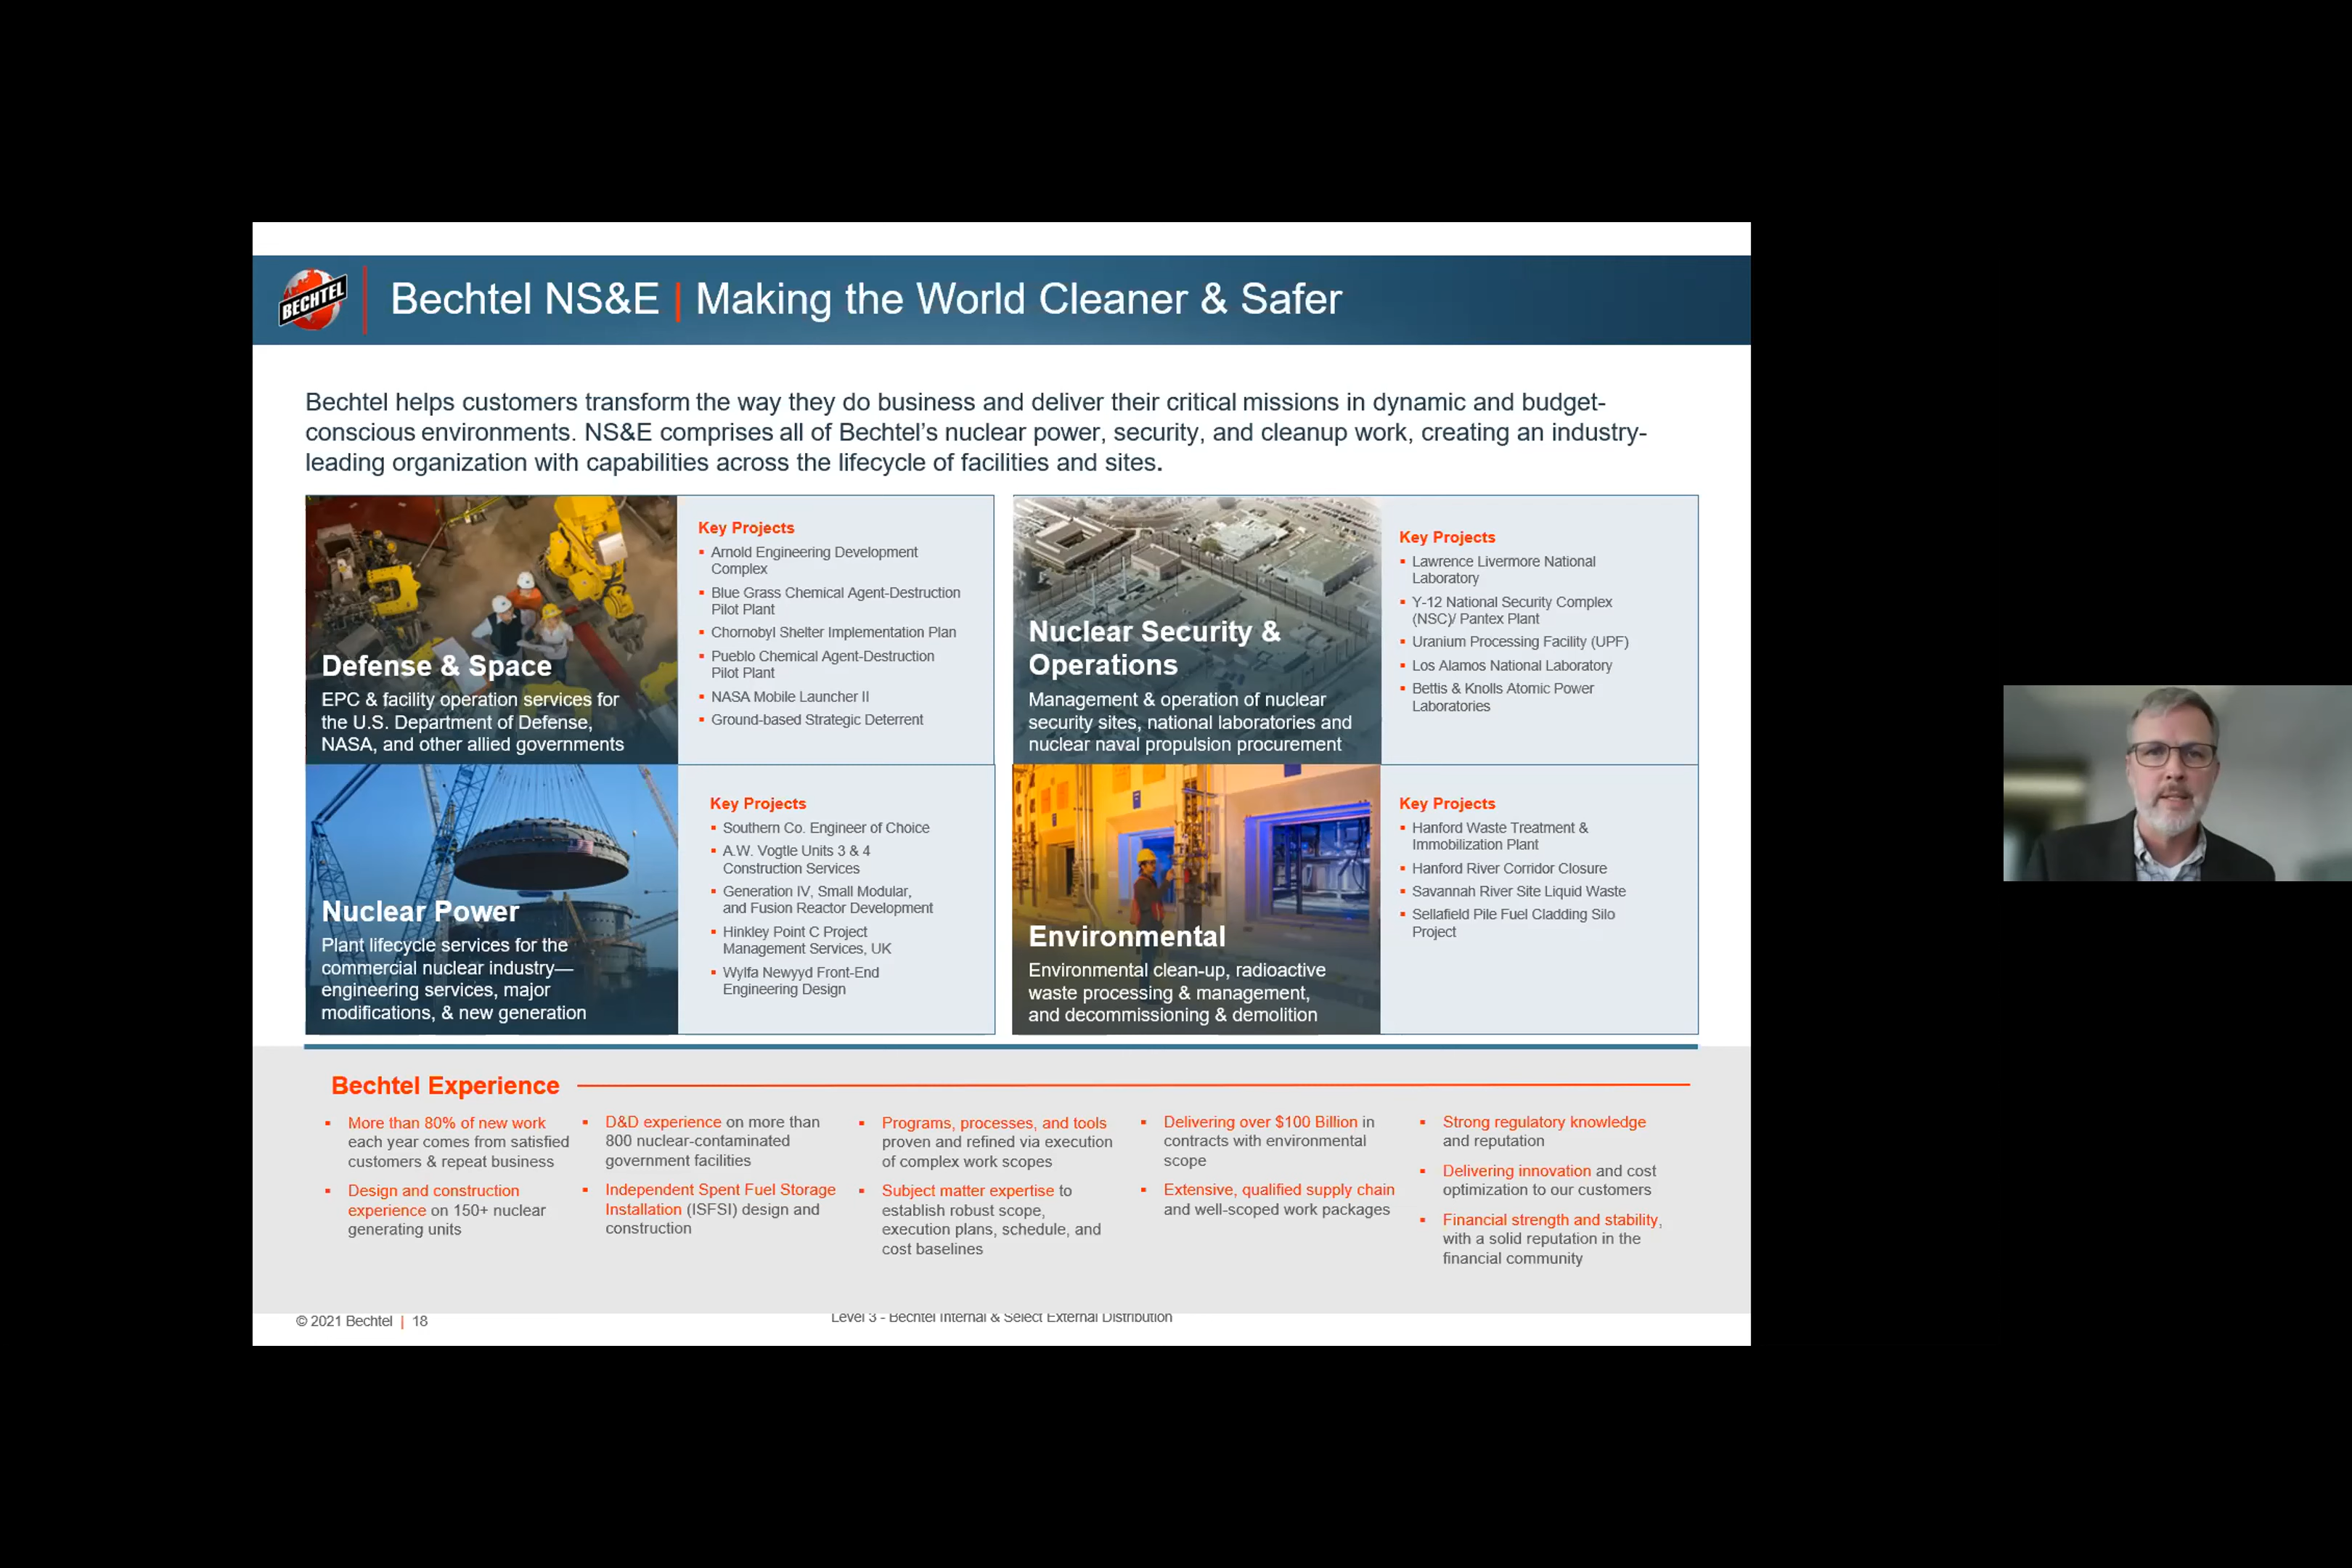 BECHTEL
Bechtel NS&E | Making the World Cleaner & Safer
Bechtel helps customers transform the way they do business and deliver their critical missions in dynamic and budget-
conscious environments. NS&E comprises all of Bechtel's nuclear power, security, and cleanup work, creating an industry-
leading organization with capabilities across the lifecycle of facilities and sites.
Defense & Space
EPC & facility operation services for
the U.S. Department of Defense,
NASA, and other allied governments
Key Projects
▪ Arnold Engineering Development
Complex
▪ Blue Grass Chemical Agent-Destruction
Pilot Plant
▪ Chornobyl Shelter Implementation Plan
▪ Pueblo Chemical Agent-Destruction
Pilot Plant
▪ NASA Mobile Launcher II
▪ Ground-based Strategic Deterrent
Nuclear Security &
Operations
Management & operation of nuclear
security sites, national laboratories and
nuclear naval propulsion procurement
Key Projects
▪ Lawrence Livermore National
Laboratory
▪ Y-12 National Security Complex
(NSC)/ Pantex Plant
▪ Uranium Processing Facility (UPF)
▪ Los Alamos National Laboratory
▪ Bettis & Knolls Atomic Power
Laboratories
Nuclear Power
Plant lifecycle services for the
commercial nuclear industry—
engineering services, major
modifications, & new generation
Key Projects
▪ Southern Co. Engineer of Choice
▪ A.W. Vogtle Units 3 & 4
Construction Services
▪ Generation IV, Small Modular,
and Fusion Reactor Development
▪ Hinkley Point C Project
Management Services, UK
▪ Wylfa Newyyd Front-End
Engineering Design
Environmental
Environmental clean-up, radioactive
waste processing & management,
and decommissioning & demolition
Key Projects
▪ Hanford Waste Treatment &
Immobilization Plant
▪ Hanford River Corridor Closure
▪ Savannah River Site Liquid Waste
▪ Sellafield Pile Fuel Cladding Silo
Project
Bechtel Experience
▪ More than 80% of new work
each year comes from satisfied
customers & repeat business
▪ Design and construction
experience on 150+ nuclear
generating units
▪ D&D experience on more than
800 nuclear-contaminated
government facilities
▪ Independent Spent Fuel Storage
Installation (ISFSI) design and
construction
▪ Programs, processes, and tools
proven and refined via execution
of complex work scopes
▪ Subject matter expertise to
establish robust scope,
execution plans, schedule, and
cost baselines
▪ Delivering over $100 Billion in
contracts with environmental
scope
▪ Extensive, qualified supply chain
and well-scoped work packages
▪ Strong regulatory knowledge
and reputation
▪ Delivering innovation and cost
optimization to our customers
▪ Financial strength and stability,
with a solid reputation in the
financial community
© 2021 Bechtel | 18
Level 3 - Bechtel Internal & Select External Distribution